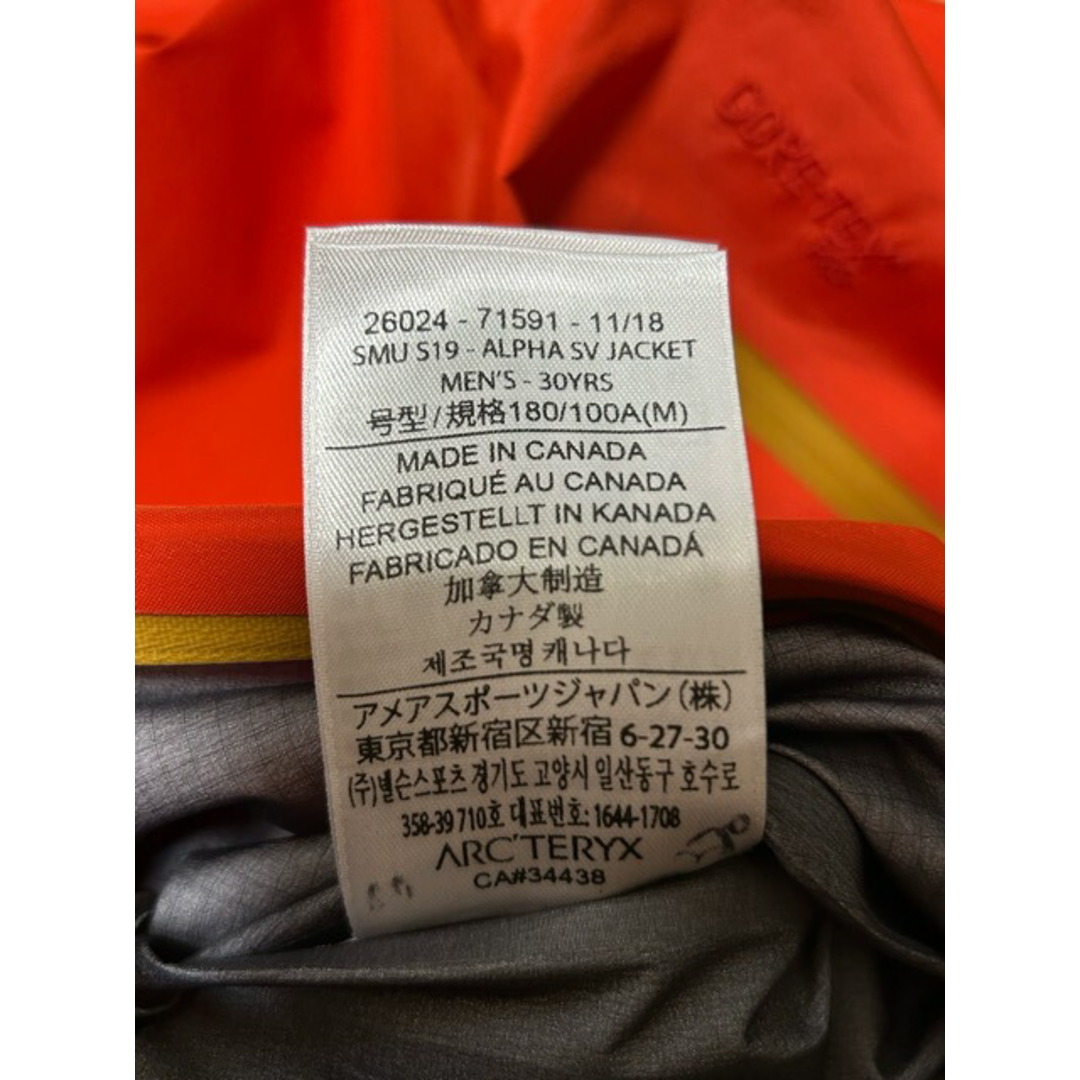 GORE-TEX
26024 - 71591 - 11/18
SMU S19 - ALPHA SV JACKET
MEN'S - 30YRS
号型/規格180/100A(M)
MADE IN CANADA
FABRIQUÉ AU CANADA
HERGESTELLT IN KANADA
FABRICADO EN CANADÁ
加拿大制造
カナダ製
제조국명 캐나다
アメアスポーツジャパン(株)
東京都新宿区新宿 6-27-30
(주)넬슨스포츠 경기도 고양시 일산동구 호수로
358-39 710호 대표번호: 1644-1708
ARC'TERYX
CA#34438